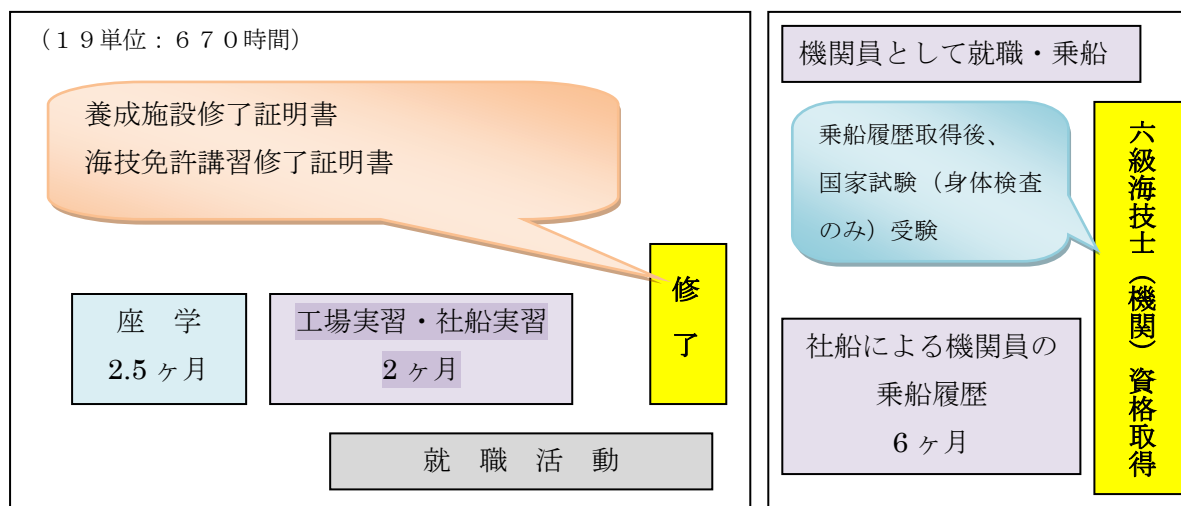 （１９単位：６７０時間）
養成施設修了証明書
海技免許講習修了証明書
修了
座　学
2.5 ヶ月
工場実習・社船実習
2 ヶ月
就　職　活　動
機関員として就職・乗船
乗船履歴取得後、
国家試験（身体検査
のみ）受験
六級海技士（機関）資格取得
社船による機関員の
乗船履歴
6 ヶ月